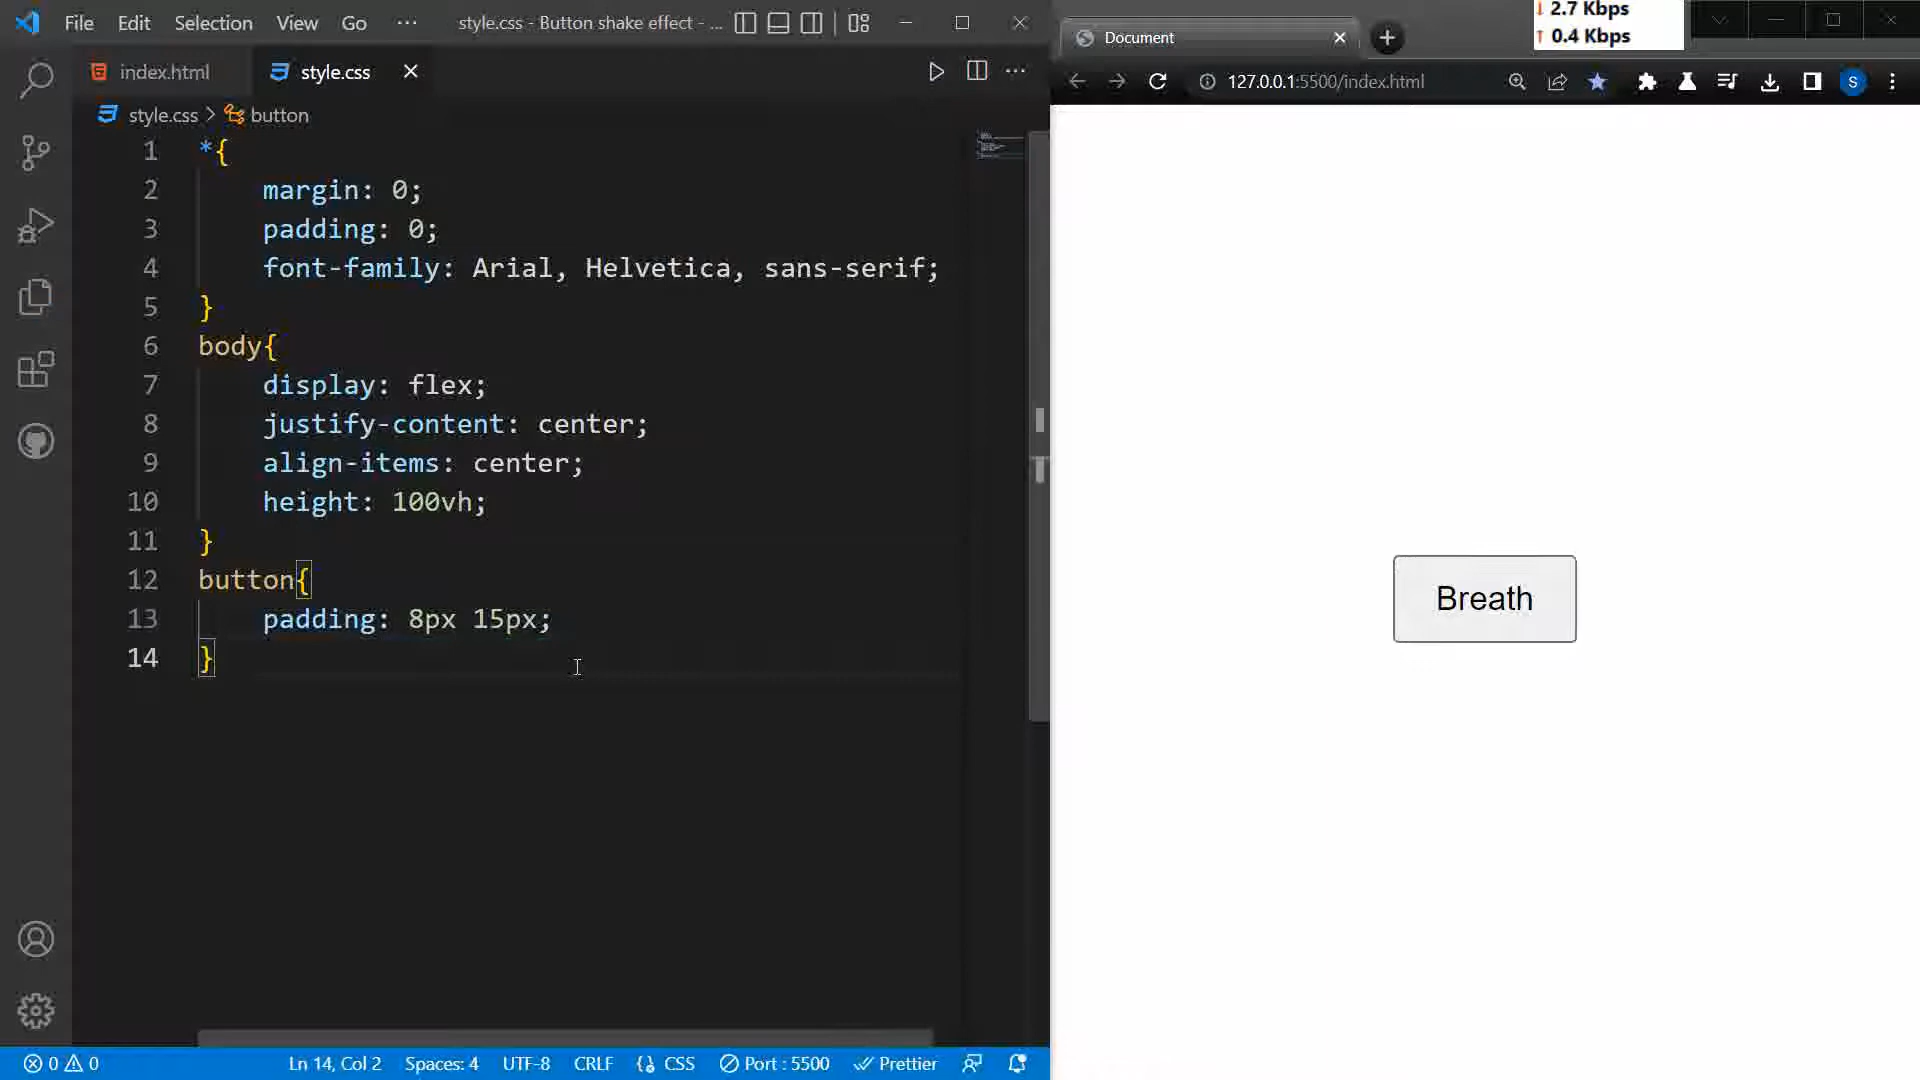 File Edit Selection View Go ··· style.css - Button shake effect - ...
index.html style.css
style.css > button
1 *{
2 margin: 0;
3 padding: 0;
4 font-family: Arial, Helvetica, sans-serif;
5 }
6 body{
7 display: flex;
8 justify-content: center;
9 align-items: center;
10 height: 100vh;
11 }
12 button{
13 padding: 8px 15px;
14 }
0 0 Ln 14, Col 2 Spaces: 4 UTF-8 CRLF CSS Port : 5500 Prettier
↓ 2.7 Kbps
↑ 0.4 Kbps
Document
127.0.0.1:5500/index.html S
Breath